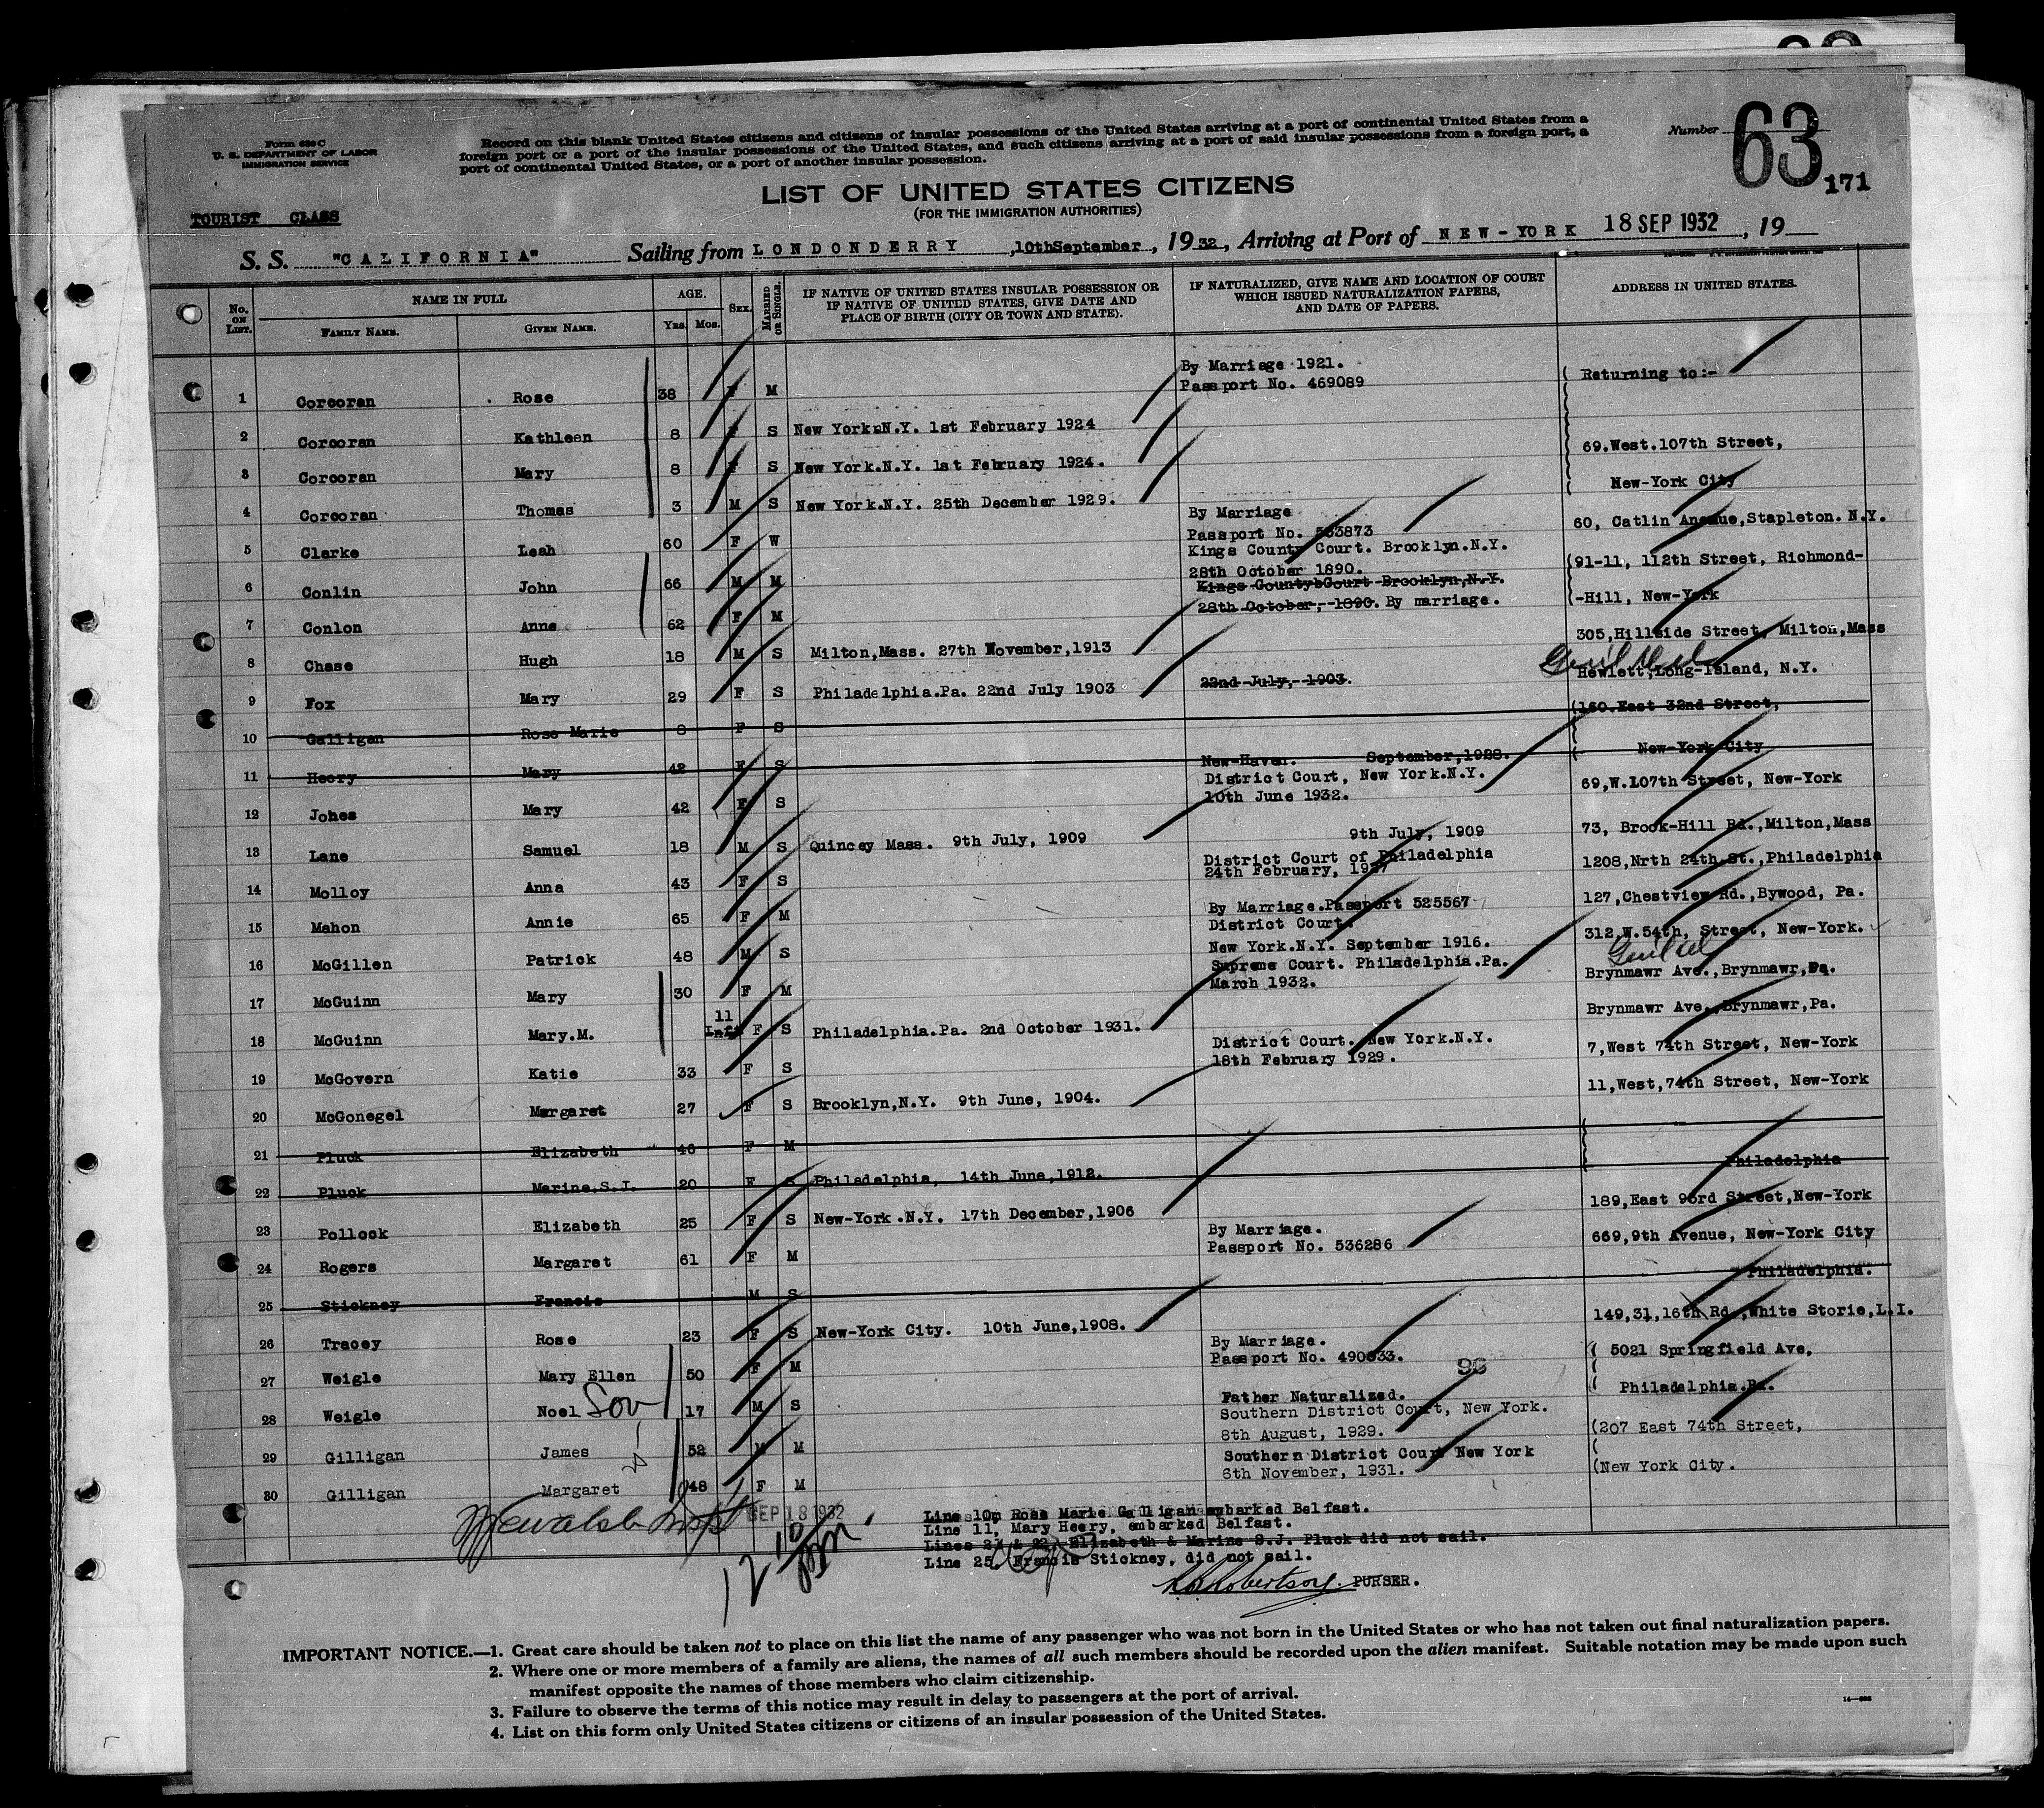 Form 630 C
U. S. DEPARTMENT OF LABOR
IMMIGRATION SERVICE
Record on this blank United States citizens and citizens of insular possessions of the United States arriving at a port of continental United States from a
foreign port or a port of the insular possessions of the United States, and such citizens arriving at a port of said insular possessions from a foreign port, a
port of continental United States, or a port of another insular possession.
Number 63
171
LIST OF UNITED STATES CITIZENS
(FOR THE IMMIGRATION AUTHORITIES)
TOURIST CLASS
S. S. "CALIFORNIA" Sailing from LONDONDERRY, 10thSeptember, 1932, Arriving at Port of NEW-YORK 18 SEP 1932, 19
No. ON LIST. NAME IN FULL AGE. SEX. MARRIED OR SINGLE. IF NATIVE OF UNITED STATES INSULAR POSSESSION OR IF NATIVE OF UNITED STATES, GIVE DATE AND PLACE OF BIRTH (CITY OR TOWN AND STATE). IF NATURALIZED, GIVE NAME AND LOCATION OF COURT WHICH ISSUED NATURALIZATION PAPERS, AND DATE OF PAPERS. ADDRESS IN UNITED STATES.
FAMILY NAME. GIVEN NAME. YRS. MOS.
1 Corcoran Rose 38 F M By Marriage 1921. Passport No. 469089 Returning to:-
2 Corcoran Kathleen 8 F S New York.N.Y. 1st February 1924
3 Corcoran Mary 8 F S New York.N.Y. 1st February 1924. 69.West.107th Street,
4 Corcoran Thomas 3 M S New York.N.Y. 25th December 1929. New-York City
5 Clarke Leah 60 F W By Marriage Passport No. 533873 60, Catlin Avenue,Stapleton. N.Y.
6 Conlin John 66 M M Kings County Court. Brooklyn.N.Y. 28th October 1890. (91-11, 112th Street, Richmond-
7 Conlon Anne 62 F M Kings County Court Brooklyn,N.Y. 28th October, 1890. By marriage. (-Hill, New-York
8 Chase Hugh 18 M S Milton,Mass. 27th November,1913 305,Hillside Street, Milton,Mass
9 Fox Mary 29 F S Philadelphia.Pa. 22nd July 1903 22nd July, 1903. Hewlett,Long-Island, N.Y.
10 Galligan Rose Marie 8 F S (160.East 32nd Street,
11 Heery Mary 42 F S New-Haven. September,1928. New-York City
12 Johes Mary 42 F S District Court, New York.N.Y. 10th June 1932. 69,W.107th Street, New-York
13 Lane Samuel 18 M S Quincey Mass. 9th July, 1909 9th July, 1909 73, Brook-Hill Rd.,Milton,Mass
14 Molloy Anna 43 F S District Court of Philadelphia 24th February, 1927 1208,Nrth 24th St.,Philadelphia
15 Mahon Annie 65 F M By Marriage.Passport 525567 127,Chestview Rd.,Bywood, Pa.
16 McGillen Patrick 48 M S District Court. New York.N.Y. September 1916. 312.W.54th, Street, New-York.
17 McGuinn Mary 30 F M Supreme Court. Philadelphia.Pa. March 1932. Brynmawr Ave.,Brynmawr,Pa.
18 McGuinn Mary.M. 11 Inft F S Philadelphia.Pa. 2nd October 1931. Brynmawr Ave.,Brynmawr,Pa.
19 McGovern Katie 33 F S District Court. New York.N.Y. 18th February 1929. 7,West 74th Street, New-York
20 McGonegel Margaret 27 F S Brooklyn,N.Y. 9th June, 1904. 11,West,74th Street, New-York
21 Pluck Elizabeth 46 F M
22 Pluck Marine.S.J. 20 F S Philadelphia, 14th June,1912. Philadelphia
23 Pollock Elizabeth 25 F S New-York.N.Y. 17th December,1906 189,East 93rd Street,New-York
24 Rogers Margaret 61 F M By Marriage. Passport No. 536286 669,9th Avenue, New-York City
25 Stickney Francis M S Philadelphia.
26 Tracey Rose 23 F S New-York City. 10th June,1908. 149,31,16th Rd.,White Storie,L.I.
27 Weigle Mary Ellen 50 F M By Marriage. Passport No. 490633. 98 ( 5021 Springfield Ave,
28 Weigle Noel Son 17 M S Father Naturalized. ( Philadelphia.Pa.
29 Gilligan James 52 M M Southern District Court, New York. 8th August, 1929. (207 East 74th Street,
30 Gilligan Margaret 48 F M Southern District Court New York 6th November, 1931. (New York City.
SEP 18 1932
Lines 10m Rose Marie Galligan embarked Belfast.
Line 11, Mary Heery, embarked Belfast.
Lines 21 & 22 Elizabeth & Marine S.J. Pluck did not sail.
Line 25. Francis Stickney, did not sail.
Robertson. PURSER.
IMPORTANT NOTICE.—1. Great care should be taken not to place on this list the name of any passenger who was not born in the United States or who has not taken out final naturalization papers.
2. Where one or more members of a family are aliens, the names of all such members should be recorded upon the alien manifest. Suitable notation may be made upon such
manifest opposite the names of those members who claim citizenship.
3. Failure to observe the terms of this notice may result in delay to passengers at the port of arrival.
4. List on this form only United States citizens or citizens of an insular possession of the United States.